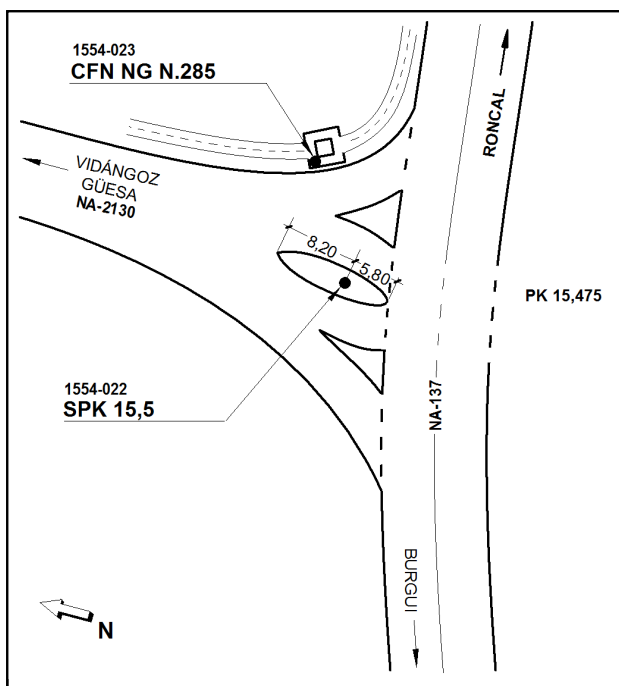 1554-023
CFN NG N.285
RONCAL
VIDÁNGOZ
GÜESA
NA-2130
8,20
5,80
PK 15,475
1554-022
SPK 15,5
NA-137
BURGUI
N